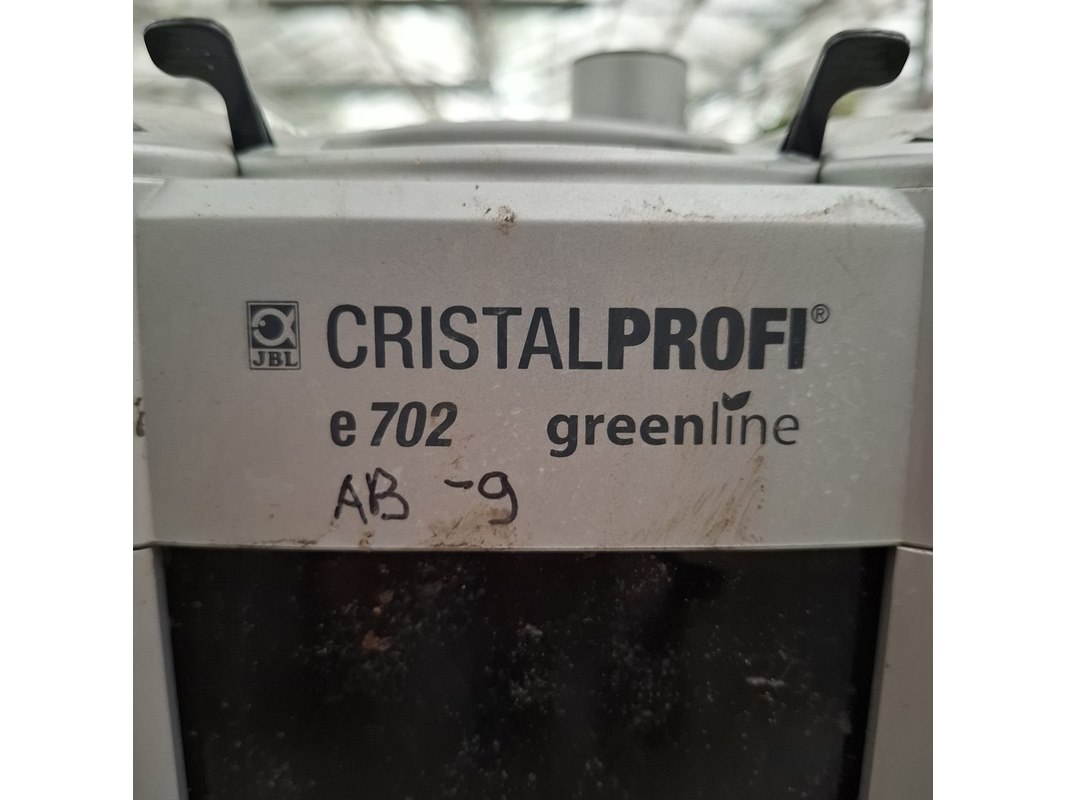 JBL CRISTALPROFI®
e 702 greenline
AB -9